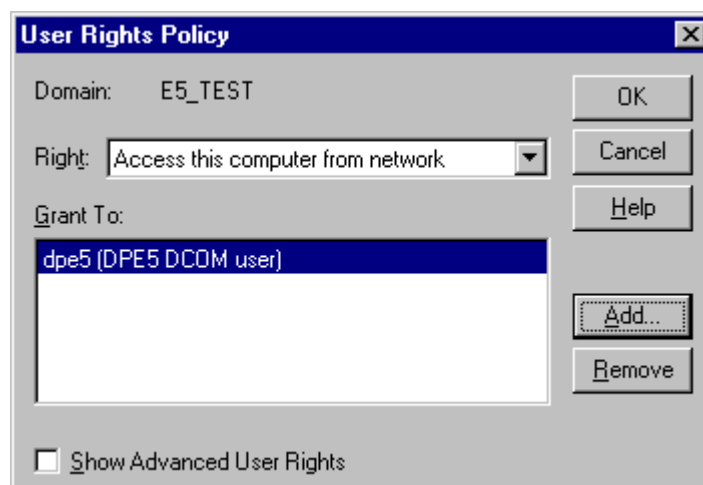 User Rights Policy
Domain: E5_TEST
OK
Right: Access this computer from network
Cancel
Grant To:
Help
dpe5 (DPE5 DCOM user)
Add...
Remove
Show Advanced User Rights